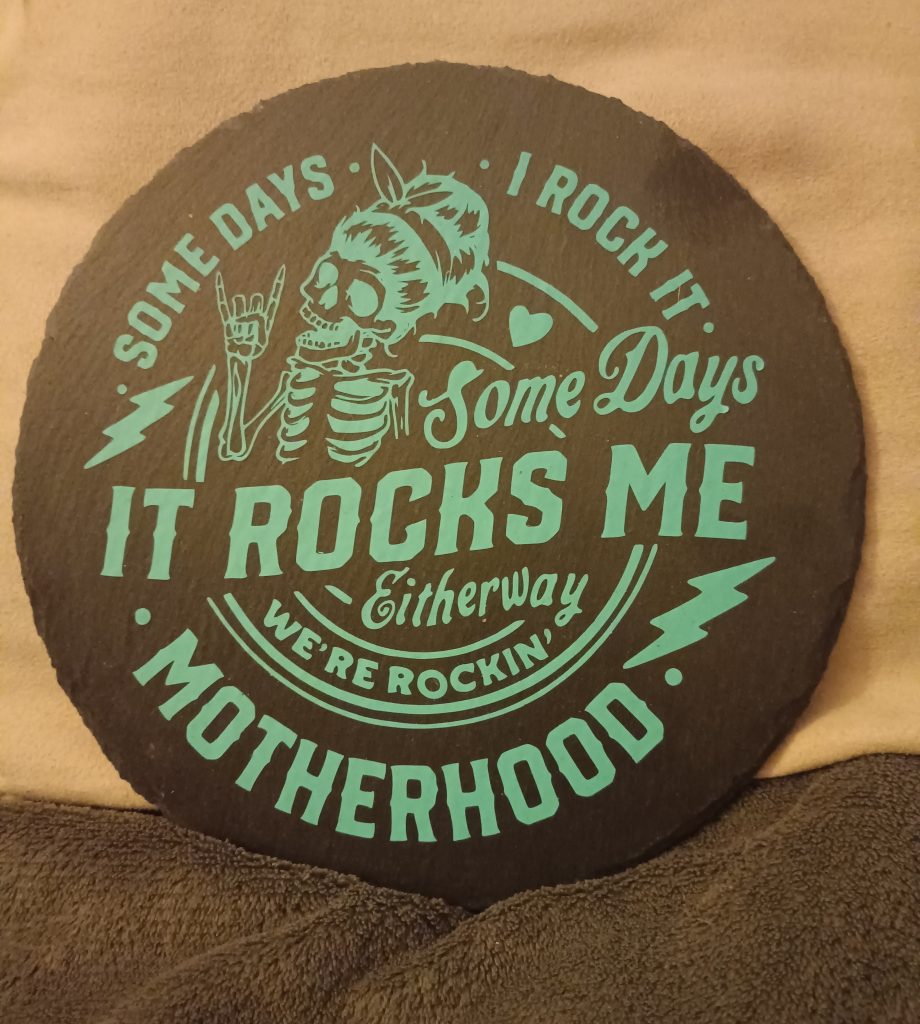 SOME DAYS · I ROCK IT
Some Days
IT ROCKS ME
Eitherway
WE'RE ROCKIN'
MOTHERHOOD